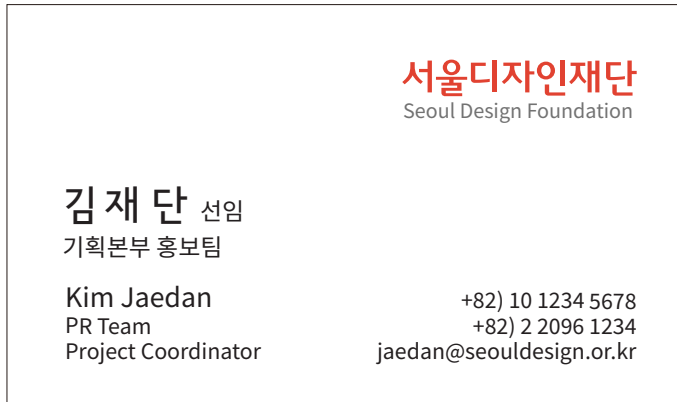 서울디자인재단
Seoul Design Foundation
김재단 선임
기획본부 홍보팀
Kim Jaedan
PR Team
Project Coordinator
+82) 10 1234 5678
+82) 2 2096 1234
jaedan@seouldesign.or.kr